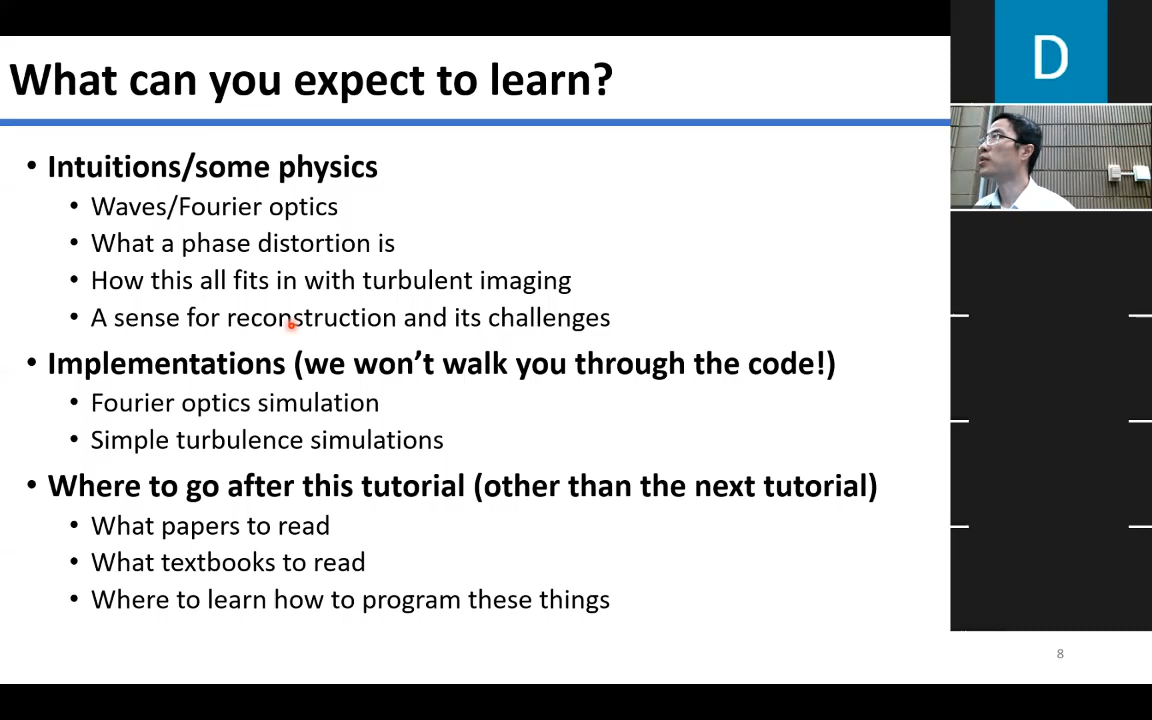 What can you expect to learn?
D
• Intuitions/some physics
• Waves/Fourier optics
• What a phase distortion is
• How this all fits in with turbulent imaging
• A sense for reconstruction and its challenges
• Implementations (we won’t walk you through the code!)
• Fourier optics simulation
• Simple turbulence simulations
• Where to go after this tutorial (other than the next tutorial)
• What papers to read
• What textbooks to read
• Where to learn how to program these things
8